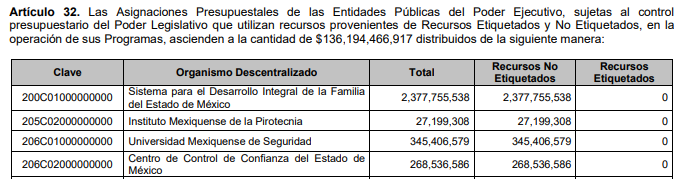 Artículo 32. Las Asignaciones Presupuestales de las Entidades Públicas del Poder Ejecutivo, sujetas al control
presupuestario del Poder Legislativo que utilizan recursos provenientes de Recursos Etiquetados y No Etiquetados, en la
operación de sus Programas, ascienden a la cantidad de $136,194,466,917 distribuidos de la siguiente manera:
Clave Organismo Descentralizado Total Recursos No Etiquetados Recursos Etiquetados
200C01000000000 Sistema para el Desarrollo Integral de la Familia del Estado de México 2,377,755,538 2,377,755,538 0
205C02000000000 Instituto Mexiquense de la Pirotecnia 27,199,308 27,199,308 0
206C01000000000 Universidad Mexiquense de Seguridad 345,406,579 345,406,579 0
206C02000000000 Centro de Control de Confianza del Estado de México 268,536,586 268,536,586 0